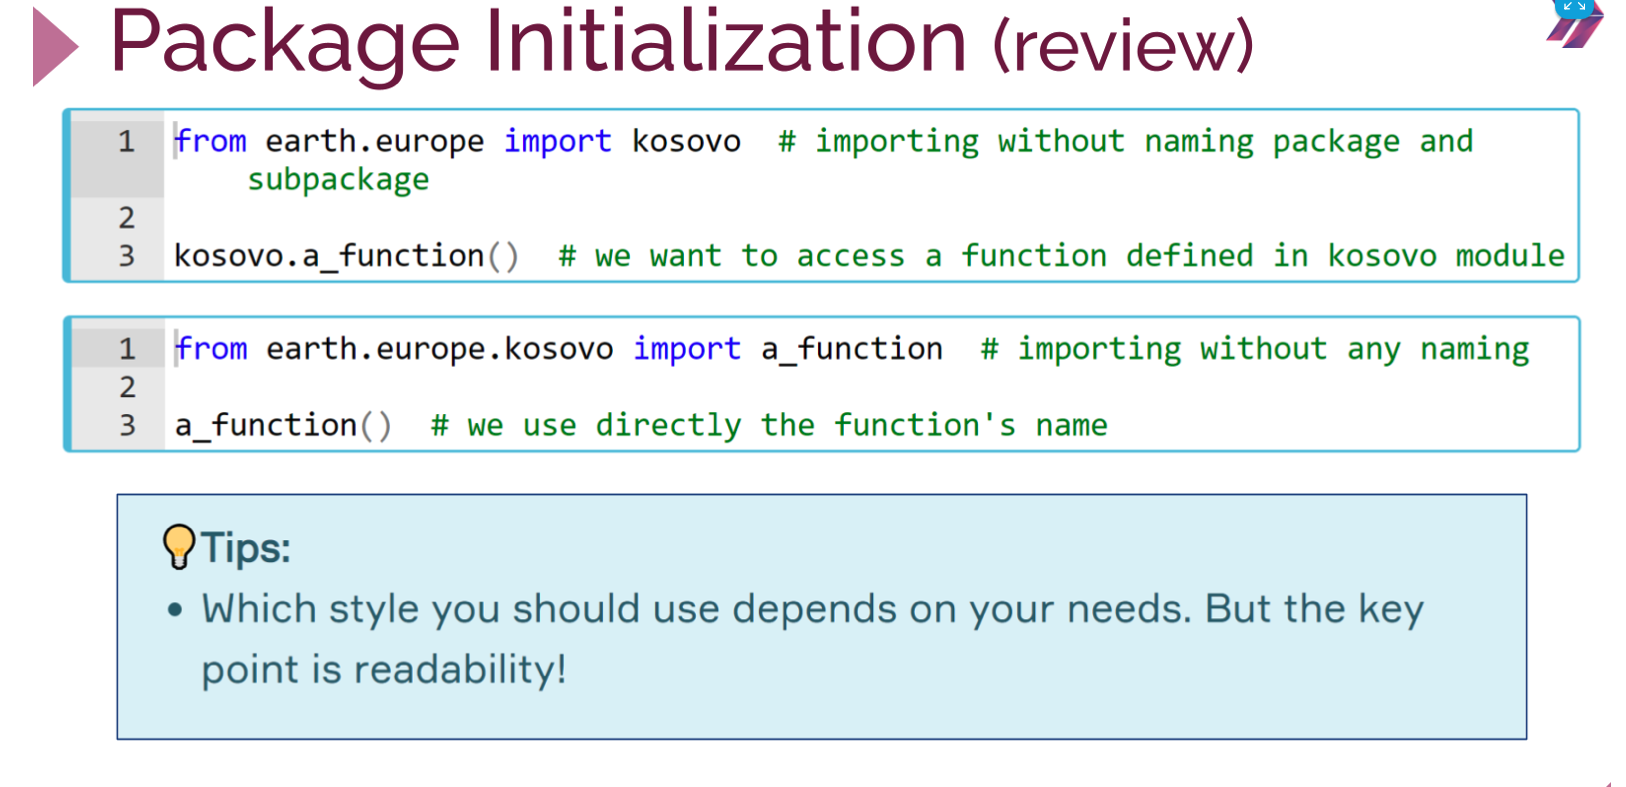 Package Initialization (review)
1 from earth.europe import kosovo  # importing without naming package and
subpackage
2
3 kosovo.a_function()  # we want to access a function defined in kosovo module
1 from earth.europe.kosovo import a_function  # importing without any naming
2
3 a_function()  # we use directly the function's name
Tips:
• Which style you should use depends on your needs. But the key
point is readability!